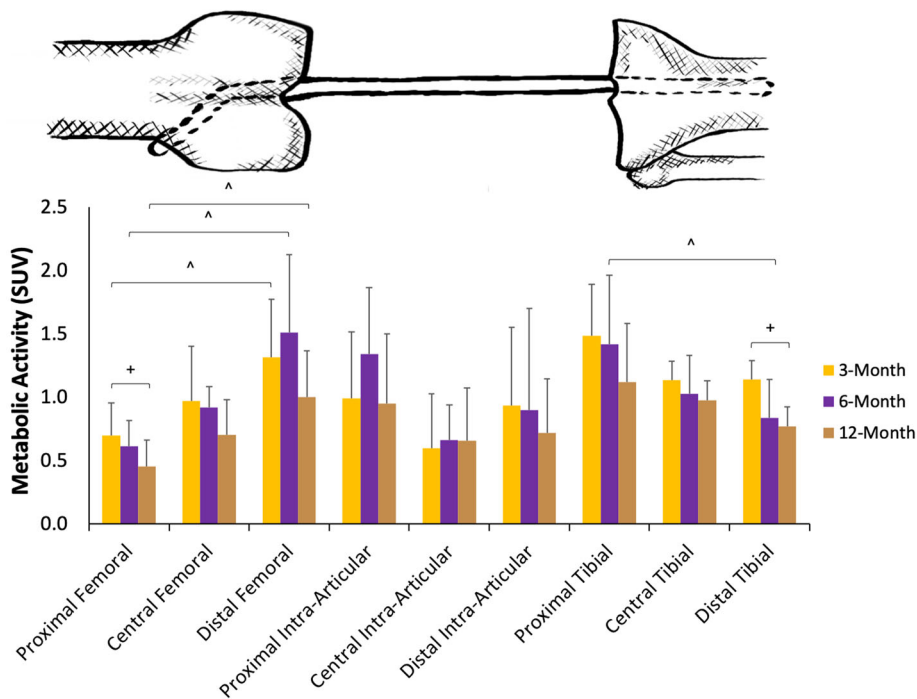 ^
^
^
^
+
+
Metabolic Activity (SUV)
2.5
2.0
1.5
1.0
0.5
0.0
Proximal Femoral
Central Femoral
Distal Femoral
Proximal Intra-Articular
Central Intra-Articular
Distal Intra-Articular
Proximal Tibial
Central Tibial
Distal Tibial
3-Month
6-Month
12-Month